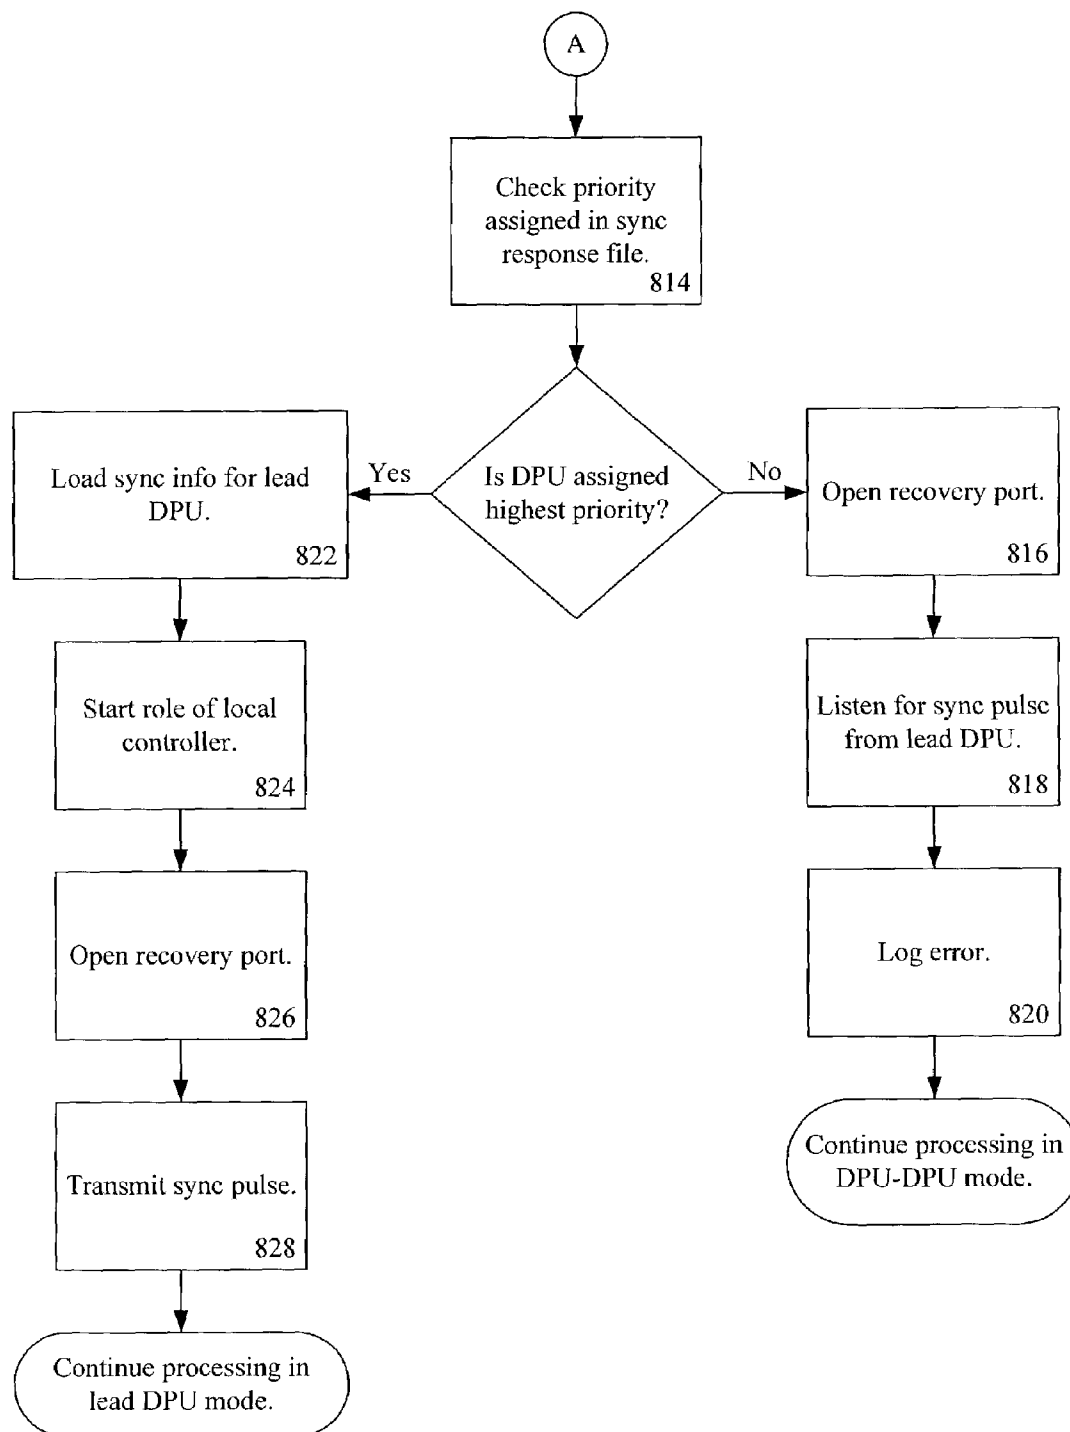 A
Check priority
assigned in sync
response file.
814
Is DPU assigned
highest priority?
Yes
No
Load sync info for lead
DPU.
822
Start role of local
controller.
824
Open recovery port.
826
Transmit sync pulse.
828
Continue processing in
lead DPU mode.
Open recovery port.
816
Listen for sync pulse
from lead DPU.
818
Log error.
820
Continue processing in
DPU-DPU mode.